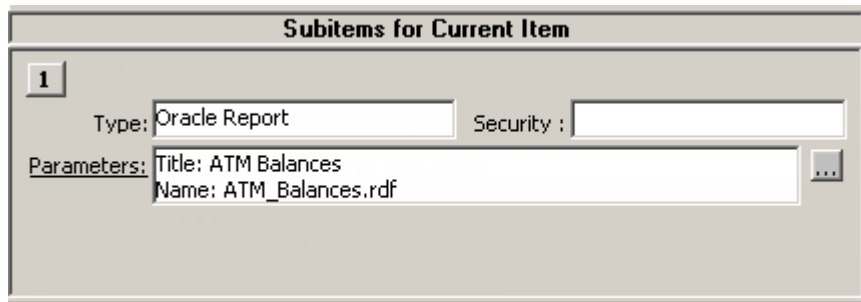 Subitems for Current Item
1
Type: Oracle Report Security :
Parameters: Title: ATM Balances
Name: ATM_Balances.rdf
...